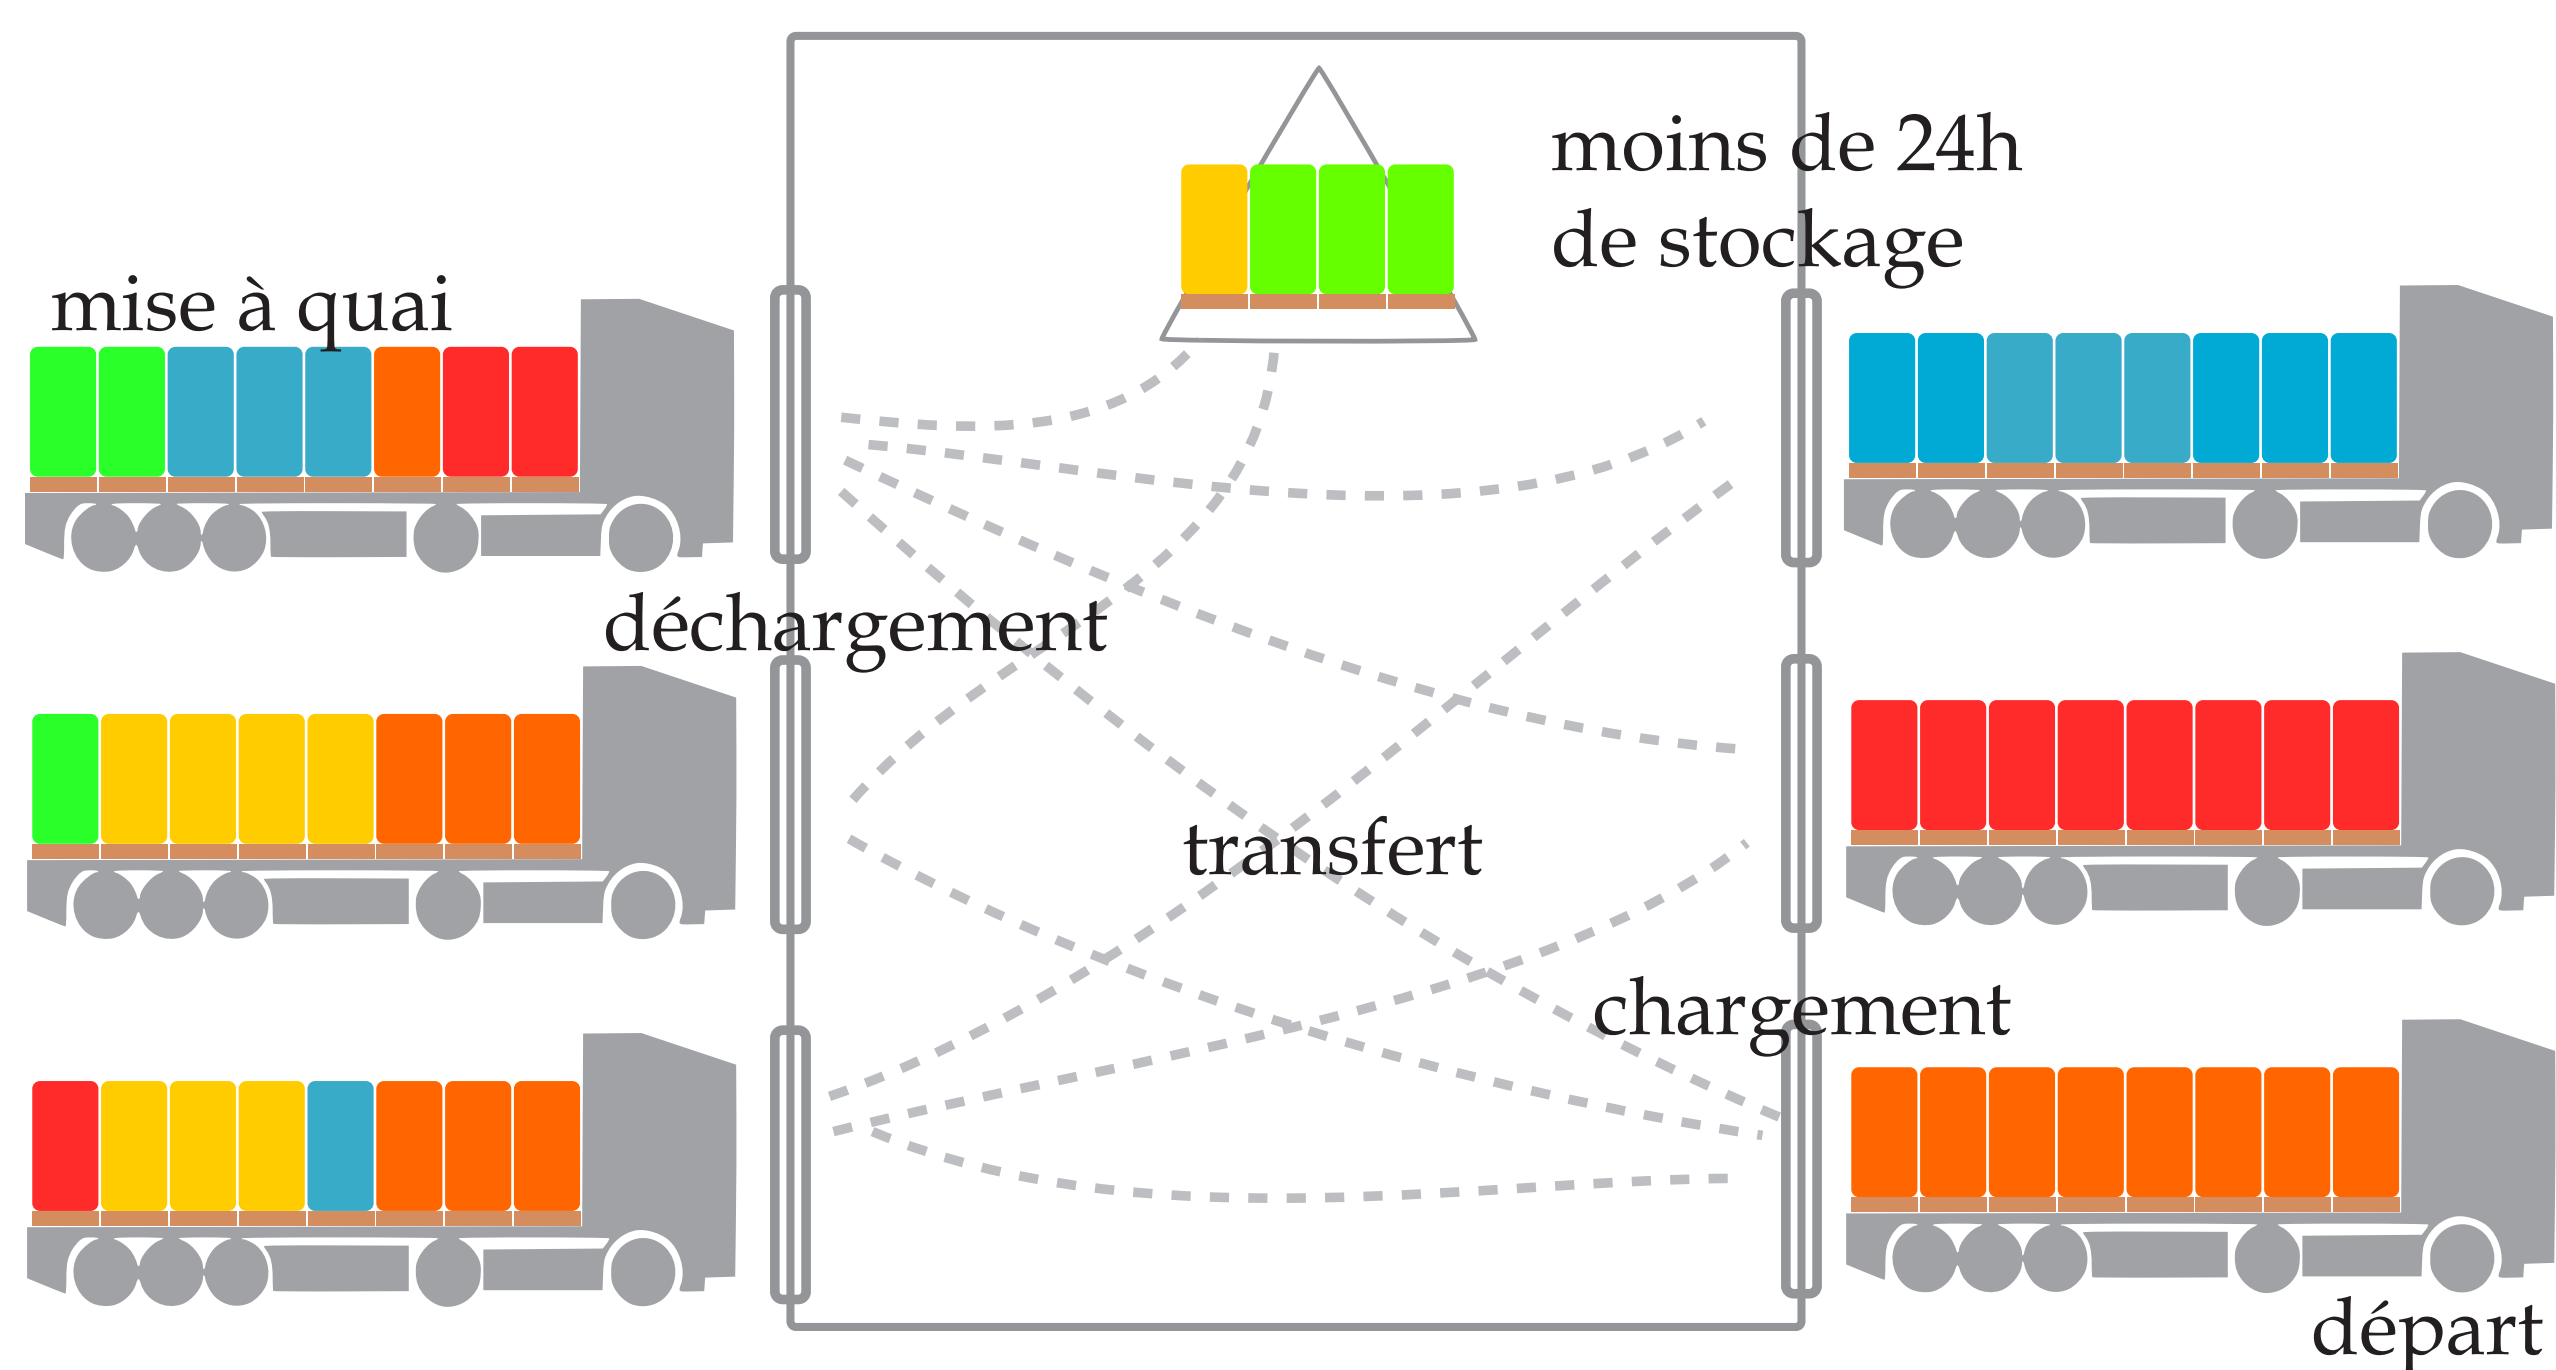 moins de 24h
de stockage
mise à quai
déchargement
transfert
chargement
départ